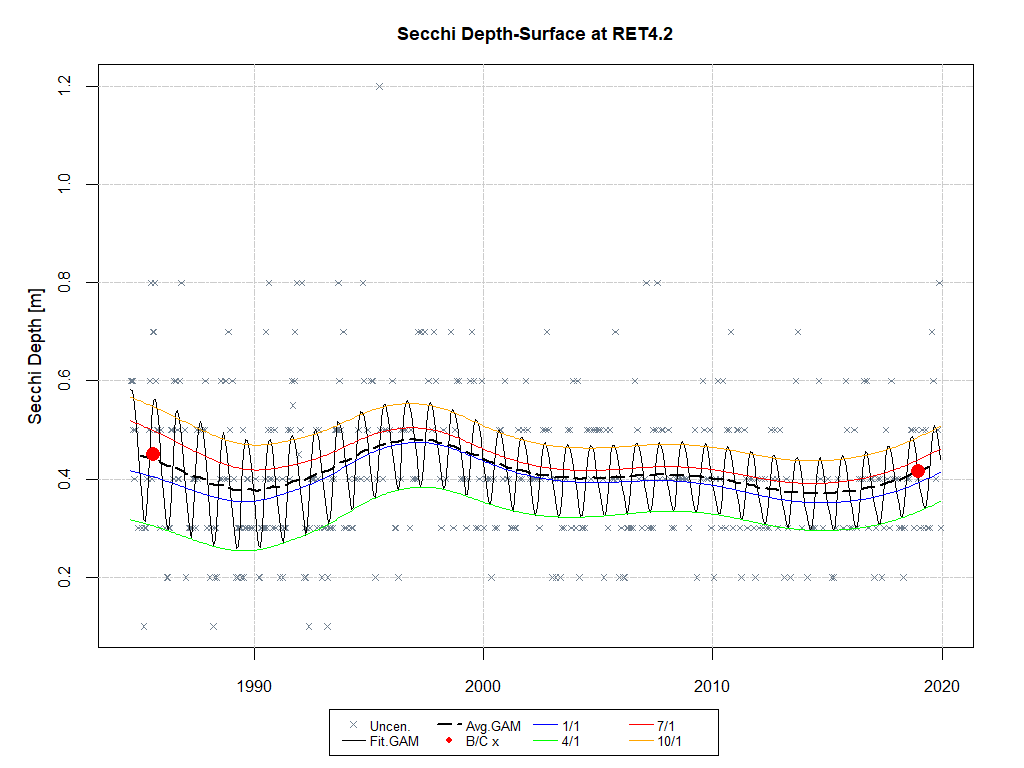 Secchi Depth-Surface at RET4.2
Secchi Depth [m]
1.2
1.0
0.8
0.6
0.4
0.2
1990 2000 2010 2020
Uncen. Avg.GAM 1/1 7/1
Fit.GAM B/C x 4/1 10/1